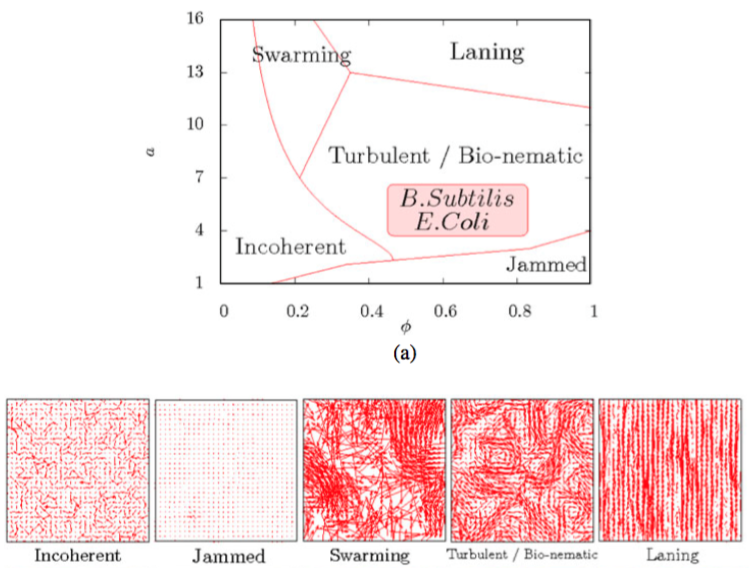 16
Swarming
Laning
13
10
a
Turbulent / Bio-nematic
7
B.Subtilis
E.Coli
4
Incoherent
Jammed
1
0 0.2 0.4 0.6 0.8 1
ϕ
(a)
Incoherent Jammed Swarming Turbulent / Bio-nematic Laning